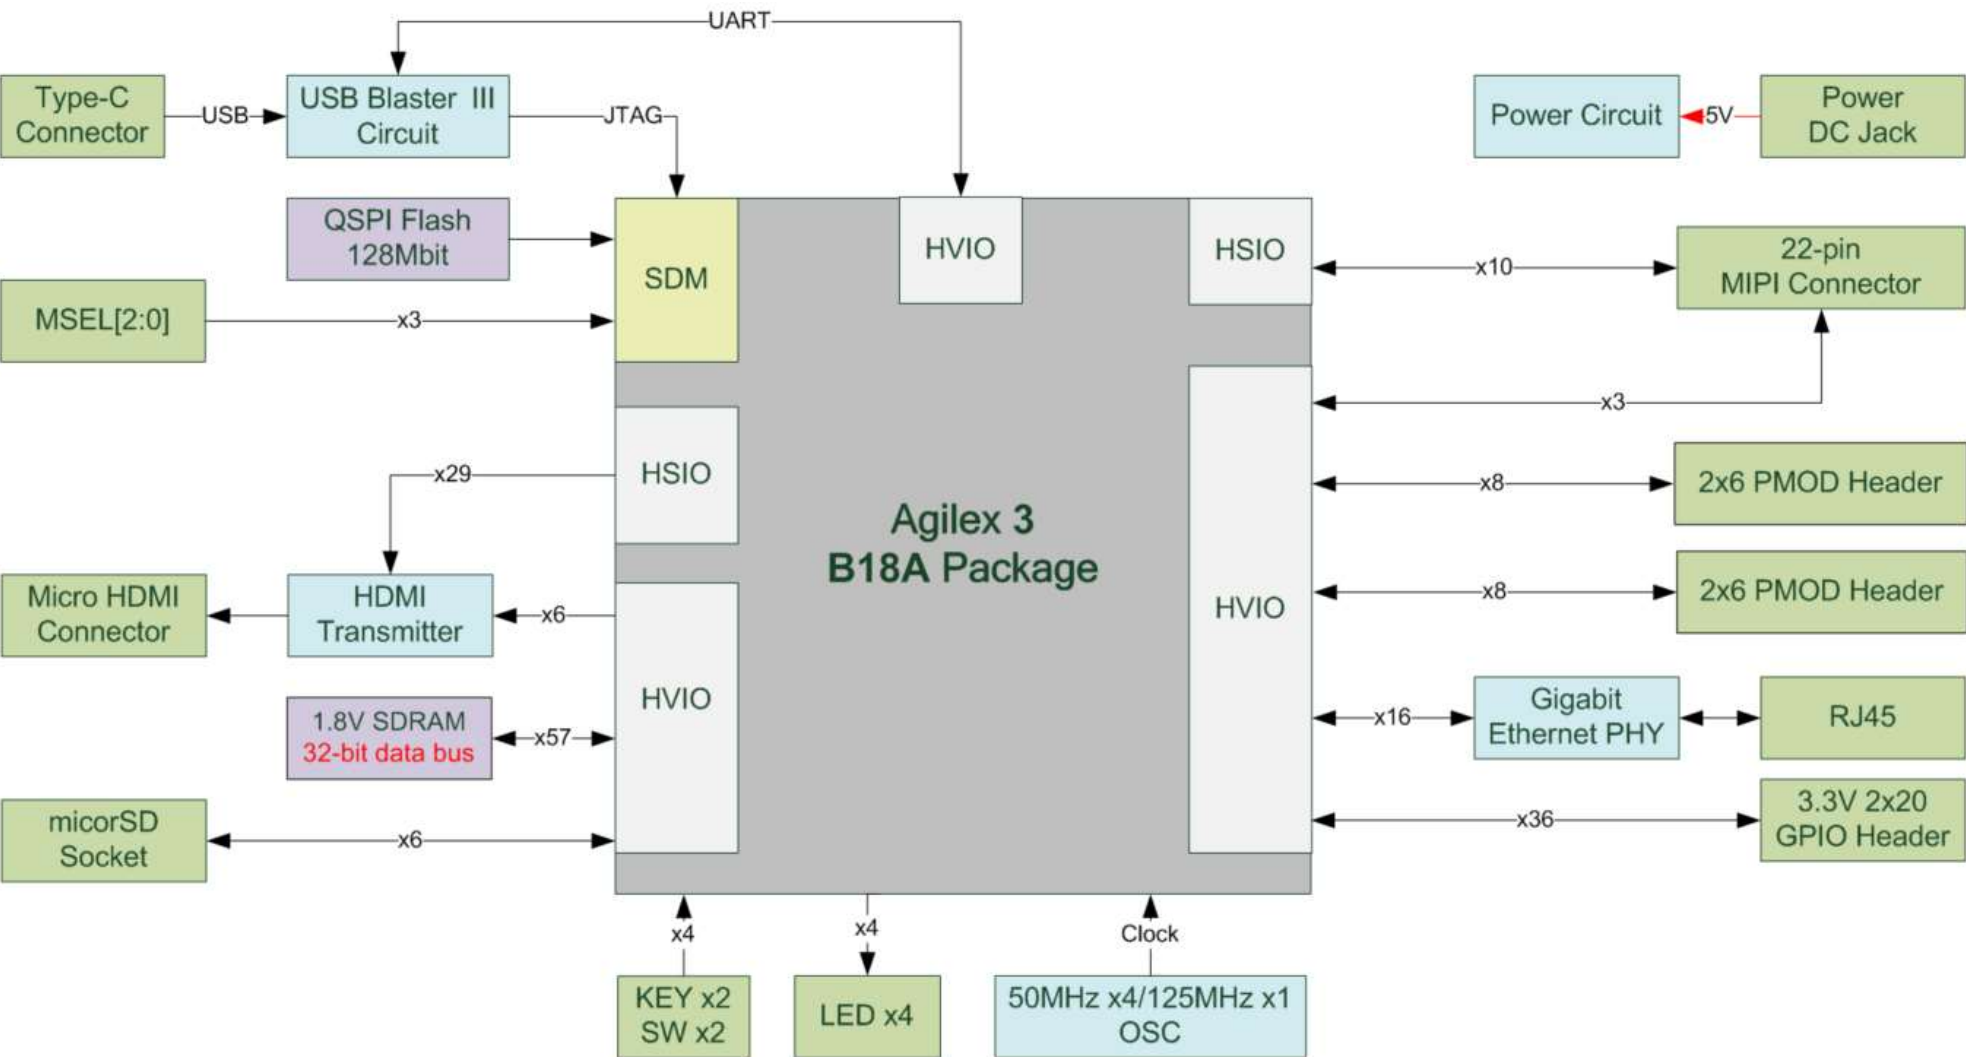 UART
Type-C
Connector
USB
USB Blaster III
Circuit
JTAG
Power Circuit
5V
Power
DC Jack
QSPI Flash
128Mbit
MSEL[2:0]
x3
SDM
HVIO
HSIO
x10
22-pin
MIPI Connector
x3
x29
HSIO
x8
2x6 PMOD Header
Agilex 3
B18A Package
Micro HDMI
Connector
HDMI
Transmitter
x6
HVIO
x8
2x6 PMOD Header
HVIO
1.8V SDRAM
32-bit data bus
x57
x16
Gigabit
Ethernet PHY
RJ45
micorSD
Socket
x6
x36
3.3V 2x20
GPIO Header
x4
x4
Clock
KEY x2
SW x2
LED x4
50MHz x4/125MHz x1
OSC